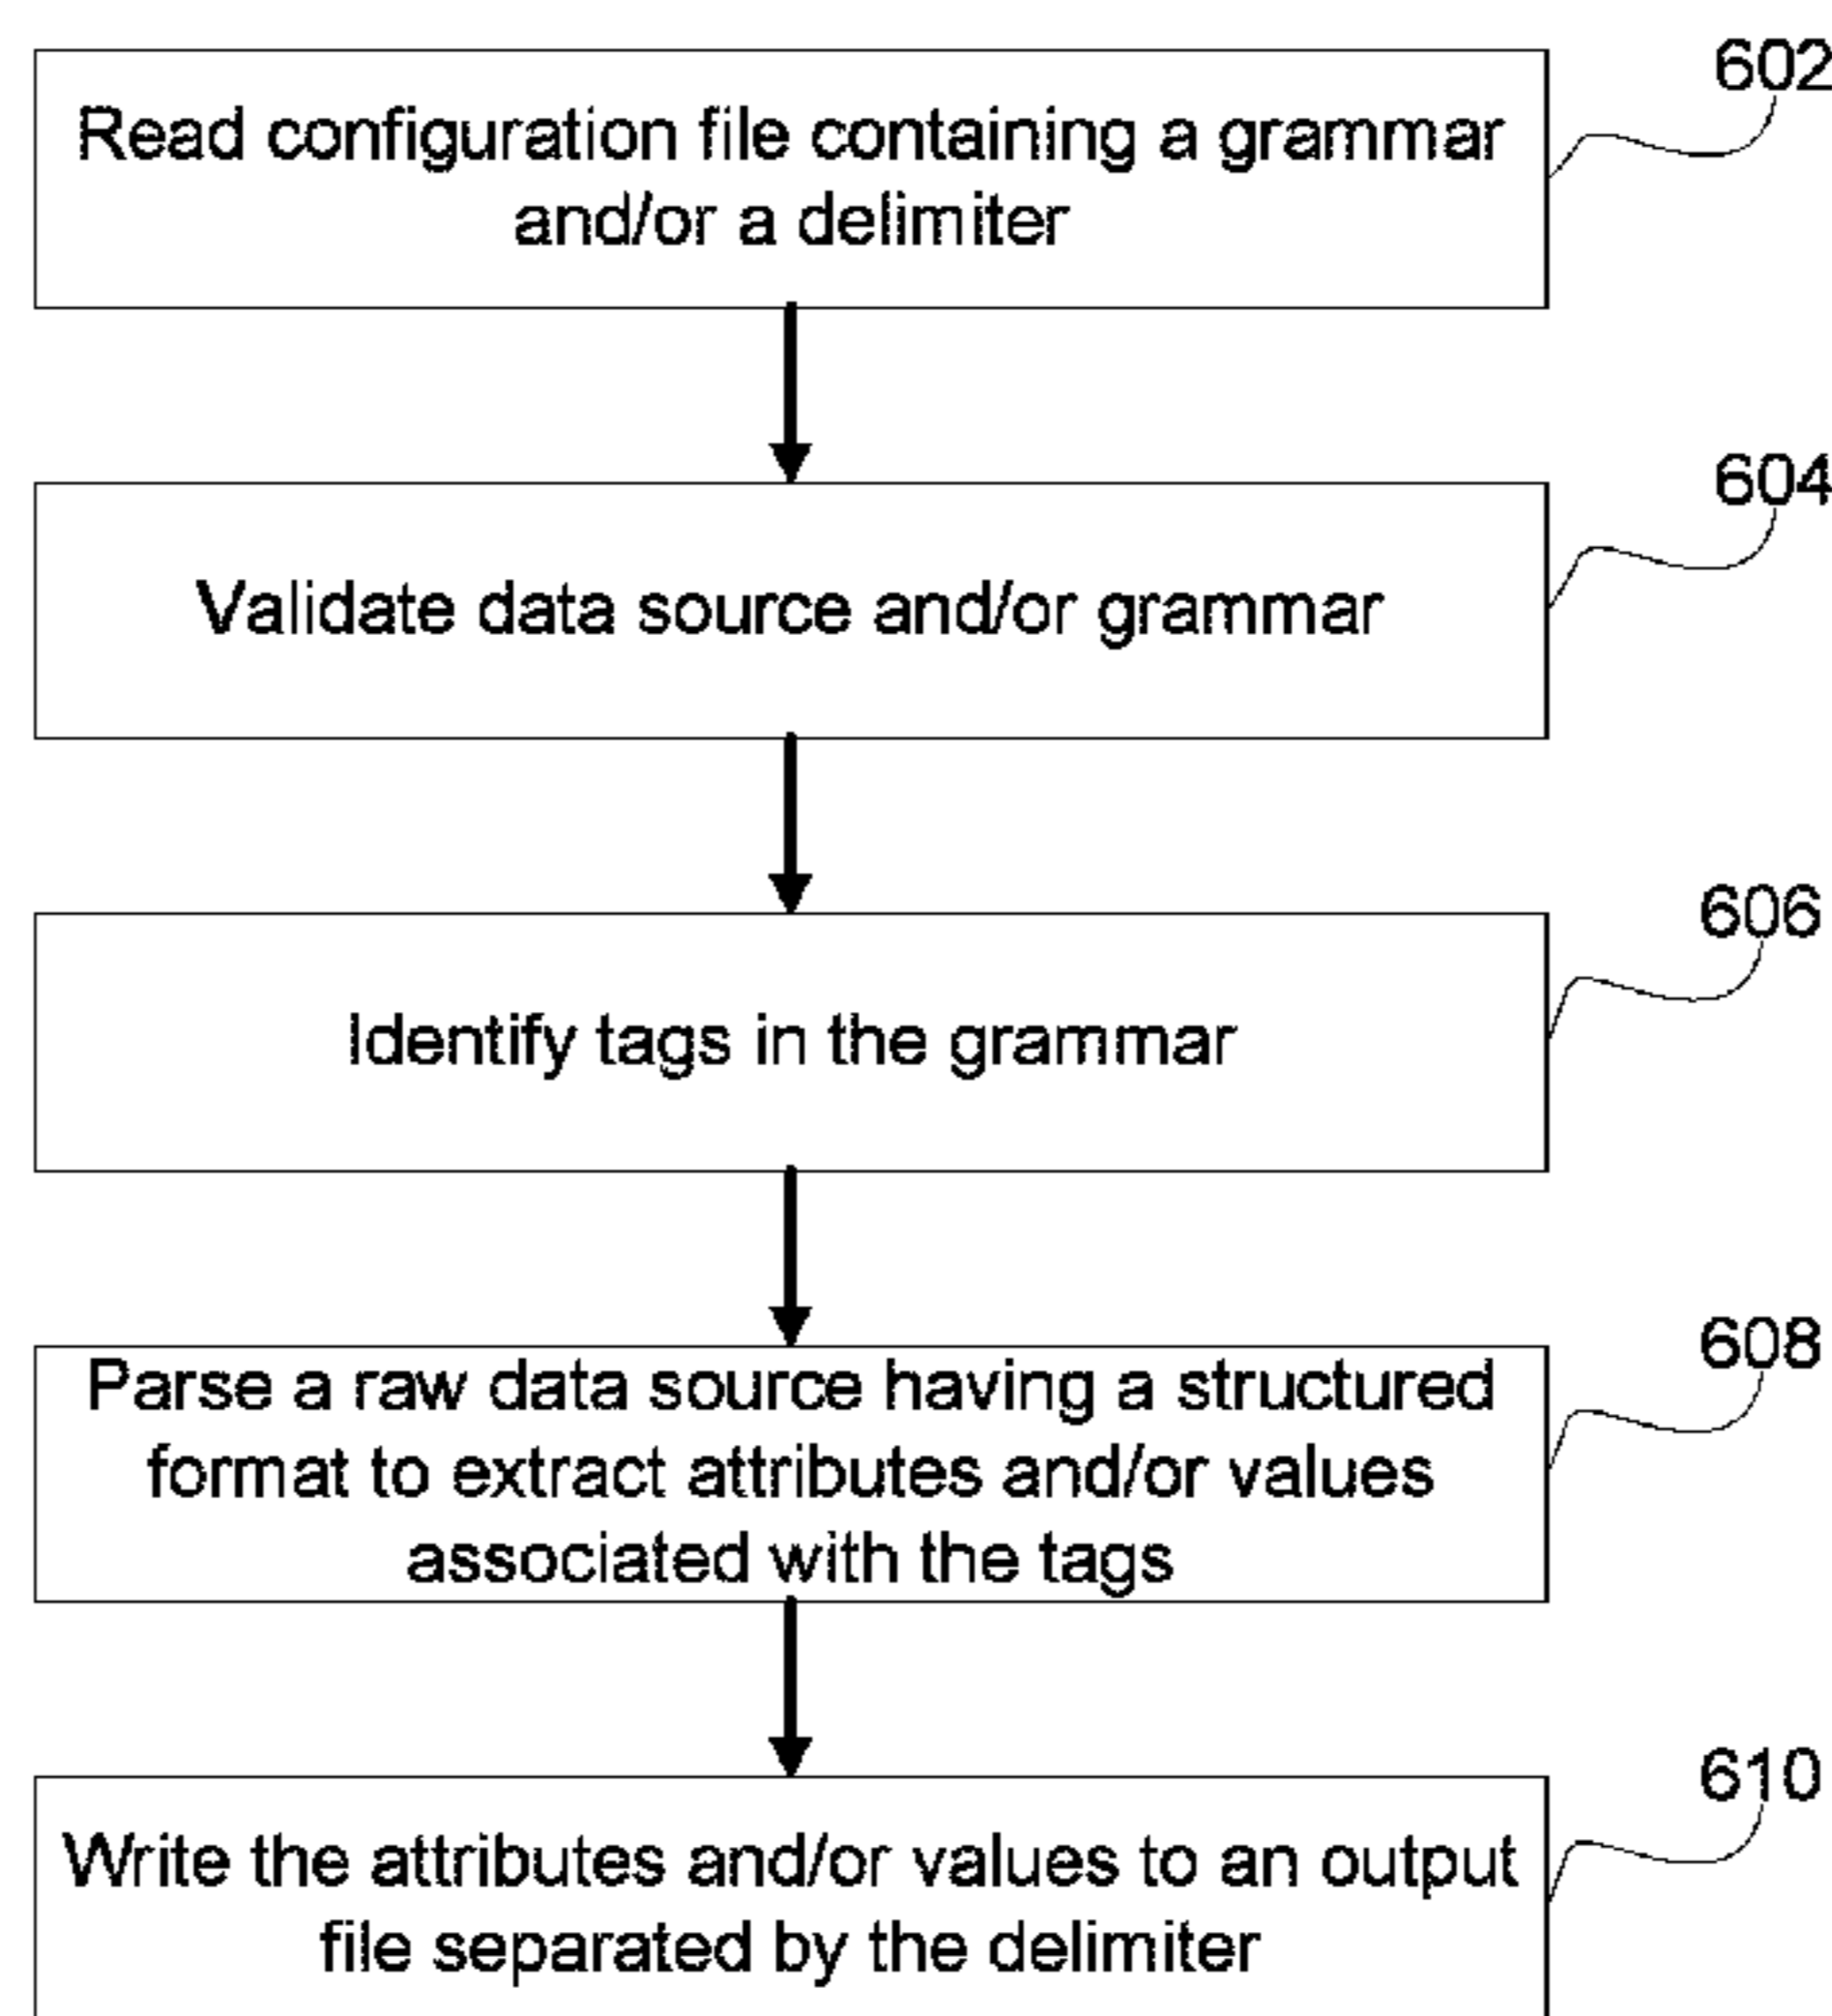 602
Read configuration file containing a grammar
and/or a delimiter
604
Validate data source and/or grammar
606
Identify tags in the grammar
608
Parse a raw data source having a structured
format to extract attributes and/or values
associated with the tags
610
Write the attributes and/or values to an output
file separated by the delimiter